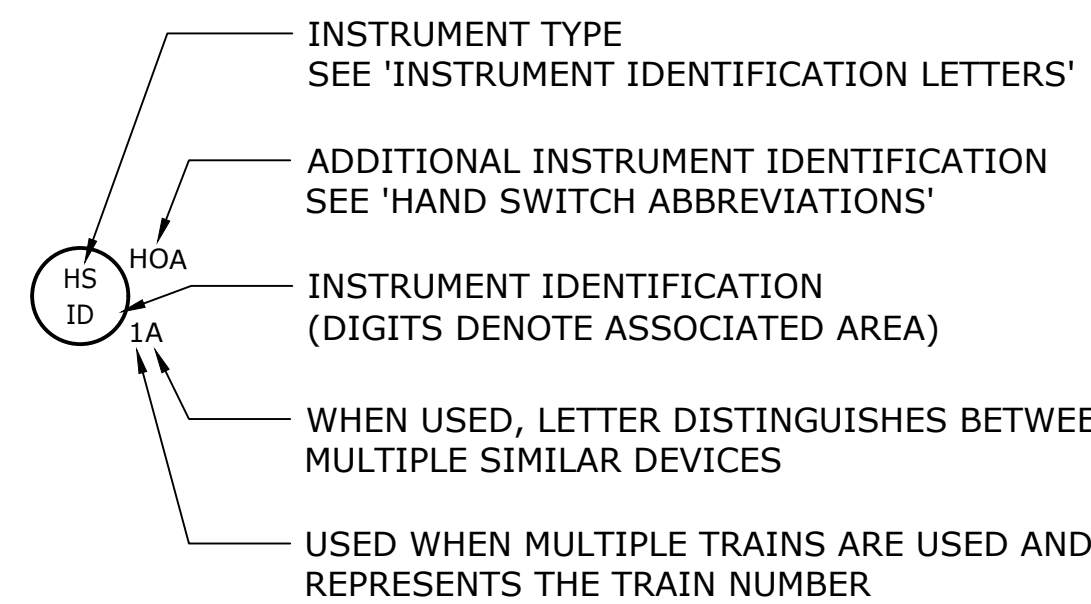 INSTRUMENT TYPE
SEE 'INSTRUMENT IDENTIFICATION LETTERS'
ADDITIONAL INSTRUMENT IDENTIFICATION
SEE 'HAND SWITCH ABBREVIATIONS'
HOA
HS
ID
1A
INSTRUMENT IDENTIFICATION
(DIGITS DENOTE ASSOCIATED AREA)
WHEN USED, LETTER DISTINGUISHES
MULTIPLE SIMILAR DEVICES
USED WHEN MULTIPLE TRAINS ARE USED AND
REPRESENTS THE TRAIN NUMBER